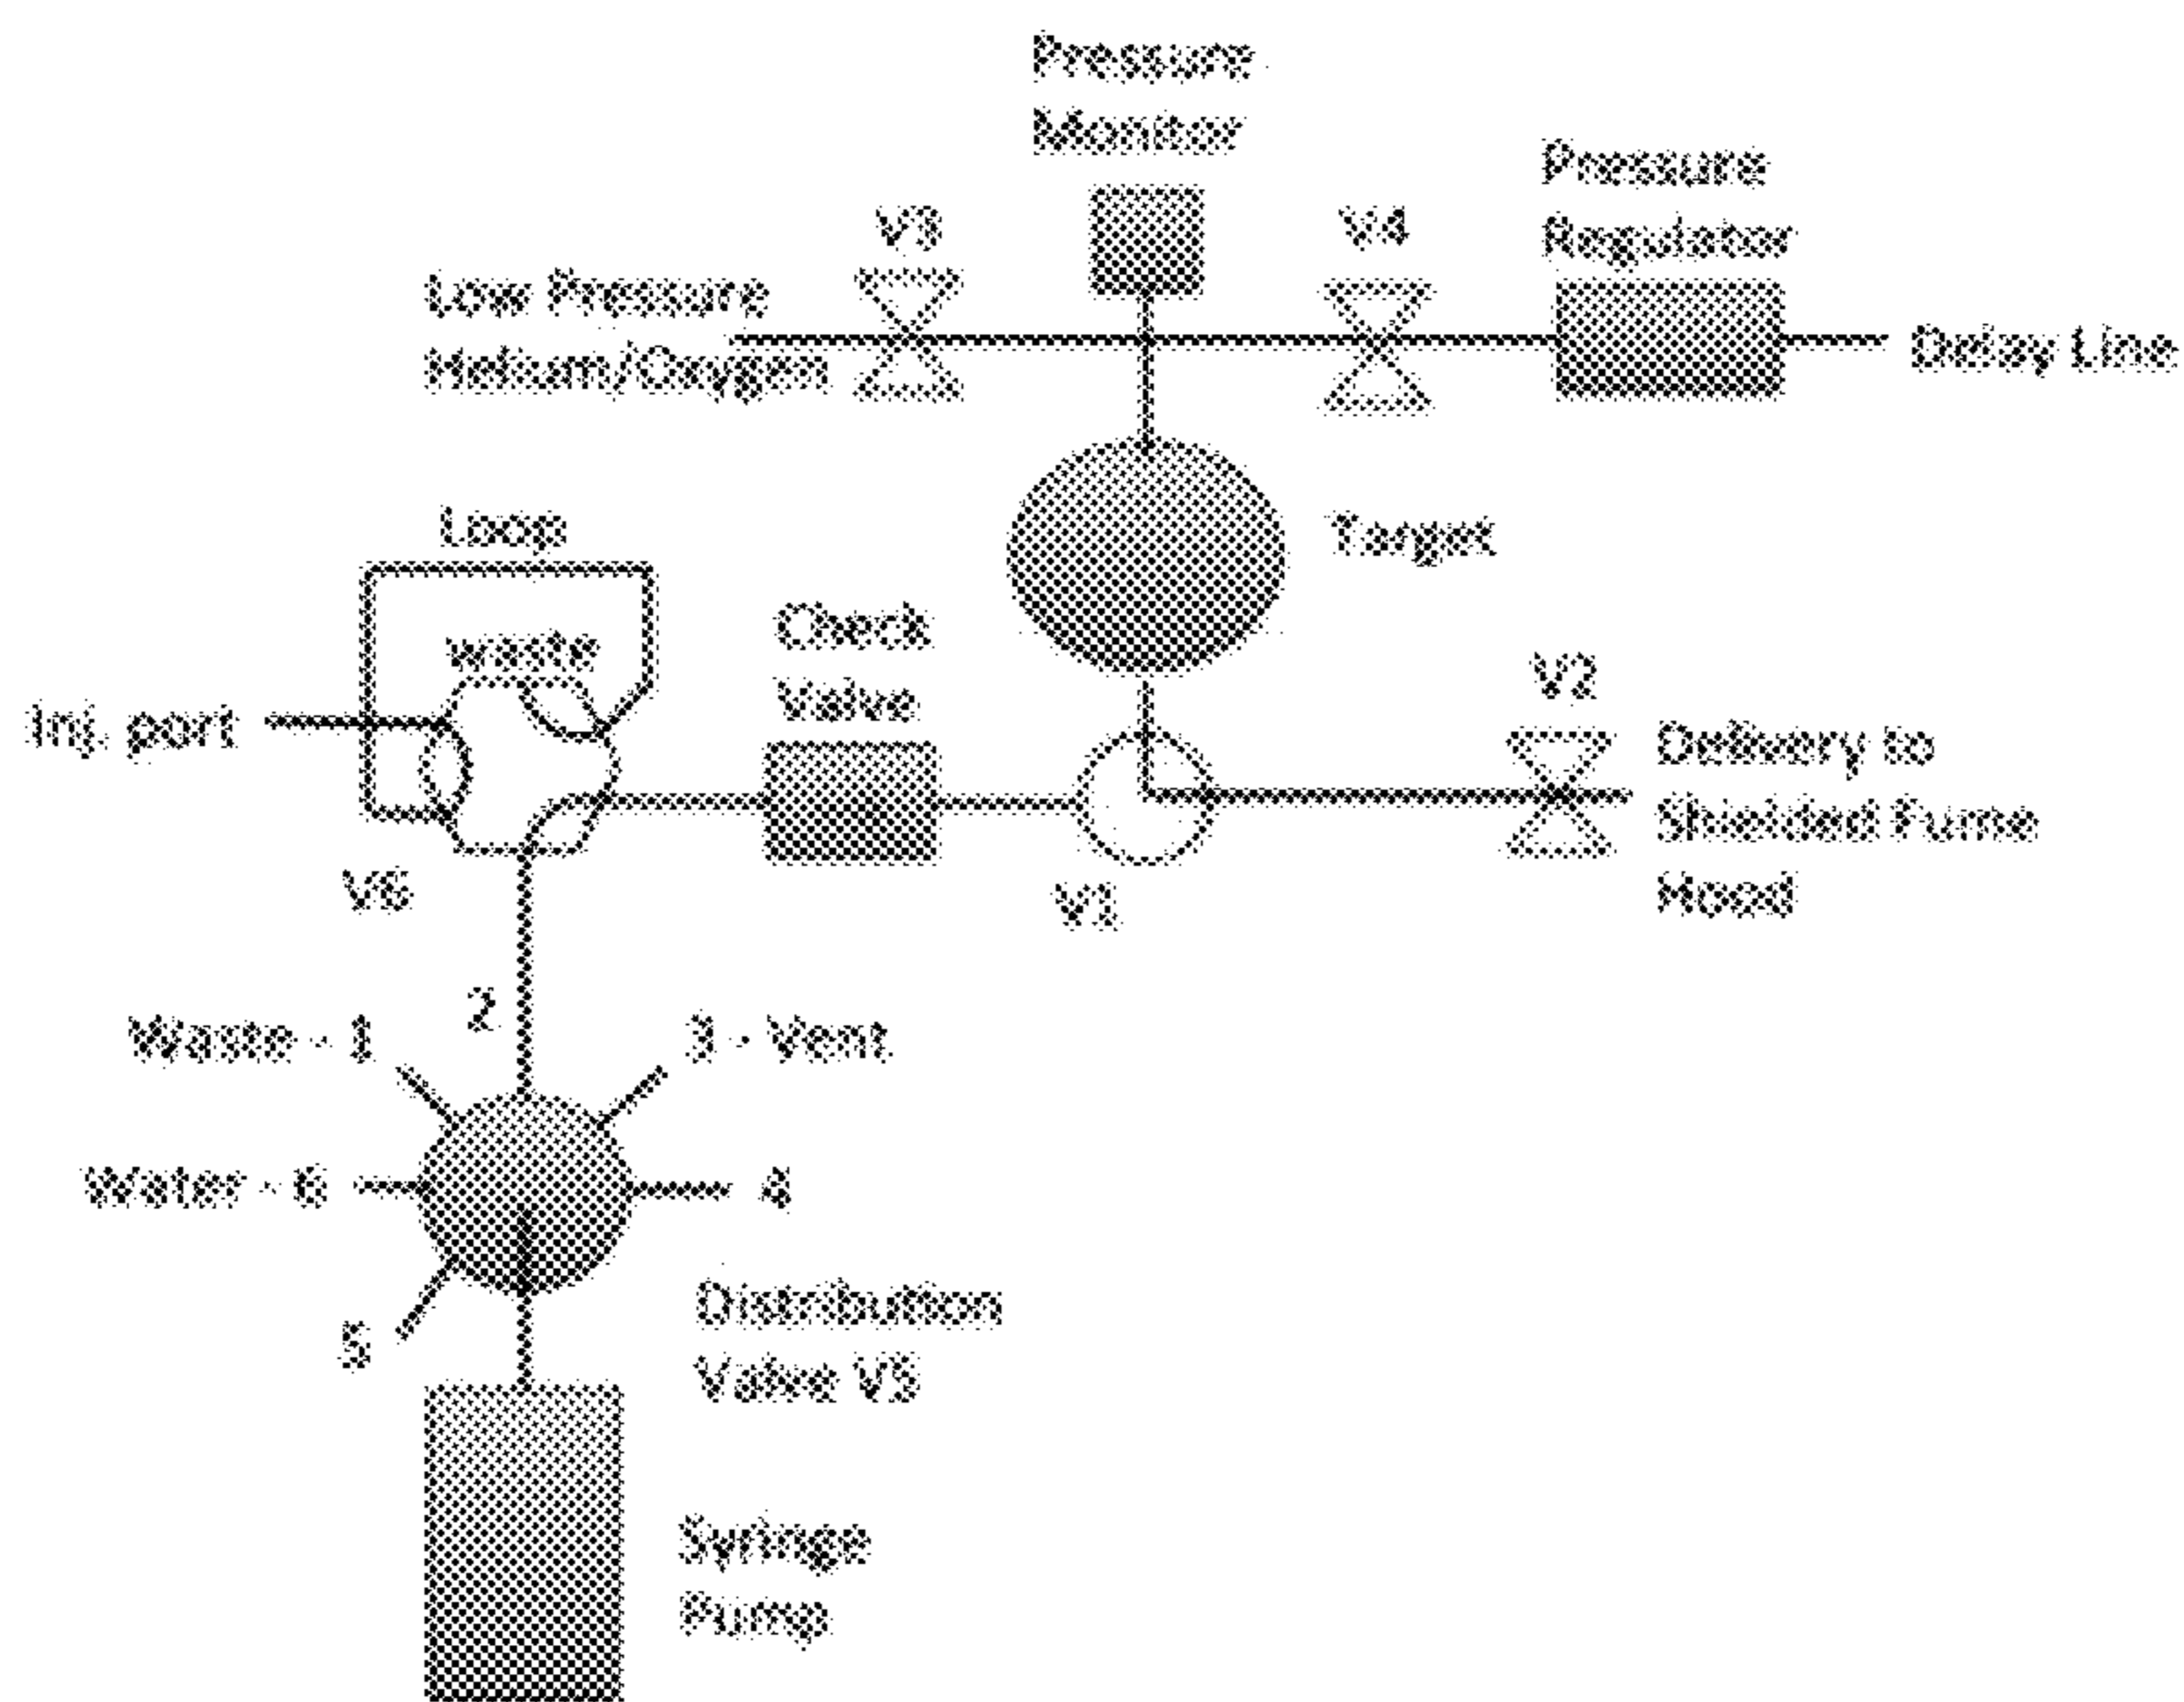 Pressure
Monitor
Pressure
Regulator
V3
V4
Low Pressure
Helium/Oxygen
Delay Line
Target
Loop
waste
Check
Valve
Inj. port
V2
Delivery to
Shielded Fume
Hood
V6
V1
2
Waste - 1
3 - Vent
Water - 6
4
5
Distribution
Valve V5
Syringe
Pump